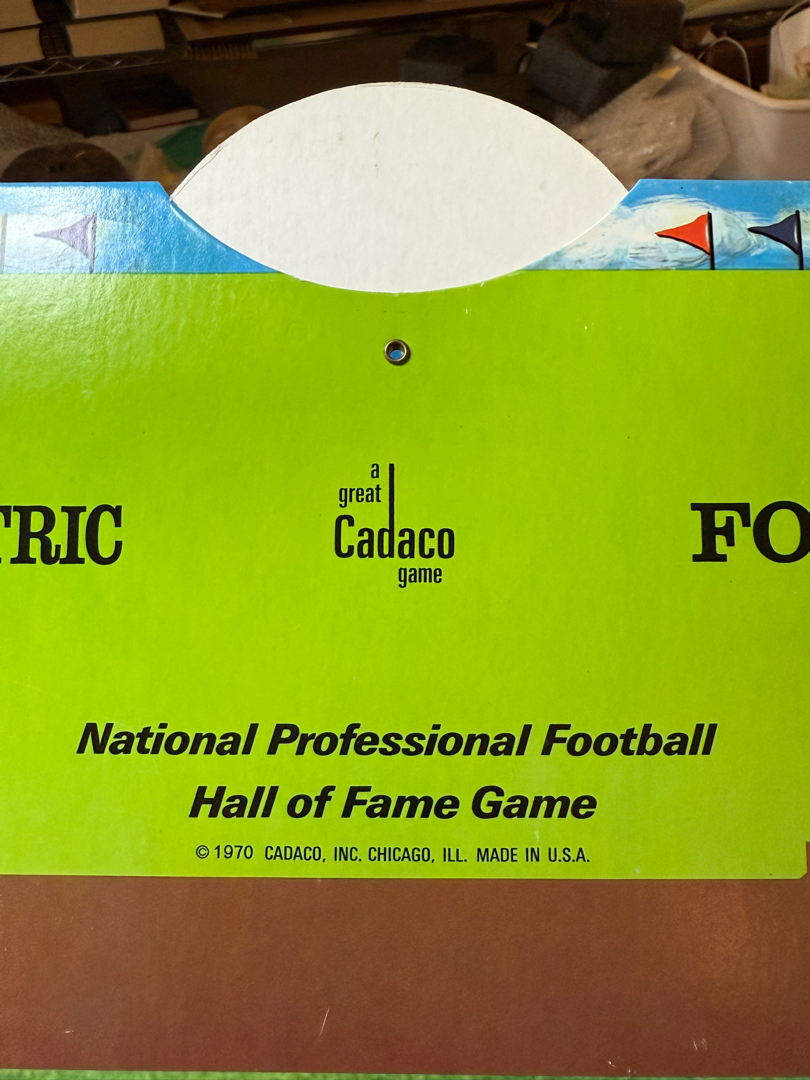 a
great
Cadaco
game
TRIC
FO
National Professional Football
Hall of Fame Game
© 1970 CADACO, INC. CHICAGO, ILL. MADE IN U.S.A.